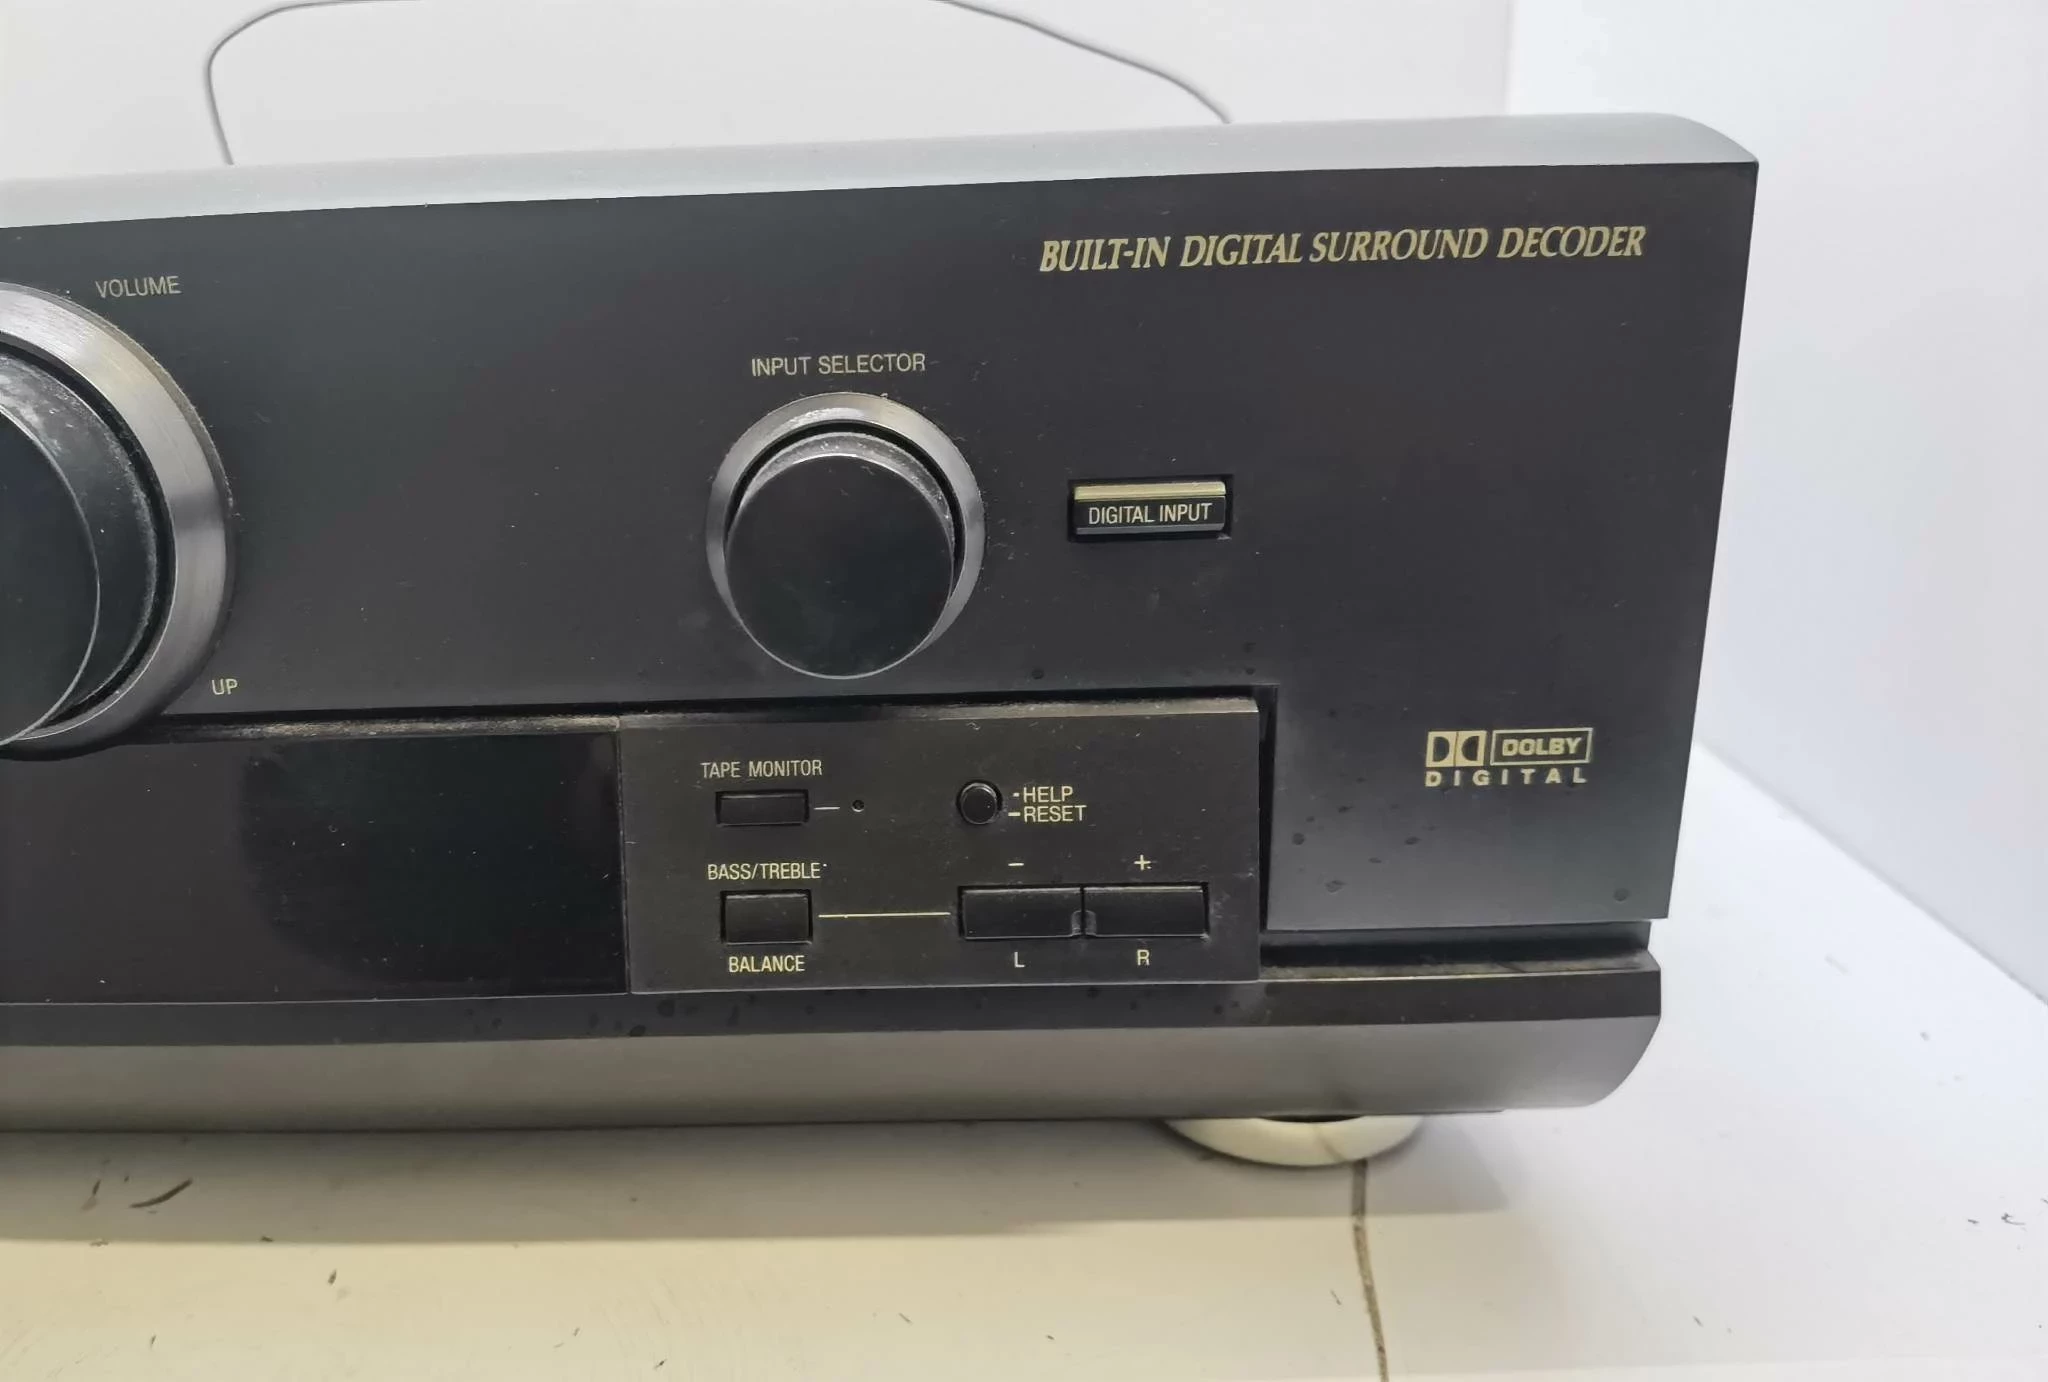 BUILT-IN DIGITAL SURROUND DECODER
VOLUME
INPUT SELECTOR
DIGITAL INPUT
UP
TAPE MONITOR
-HELP
-RESET
DOLBY
DIGITAL
BASS/TREBLE
- +
BALANCE
L R